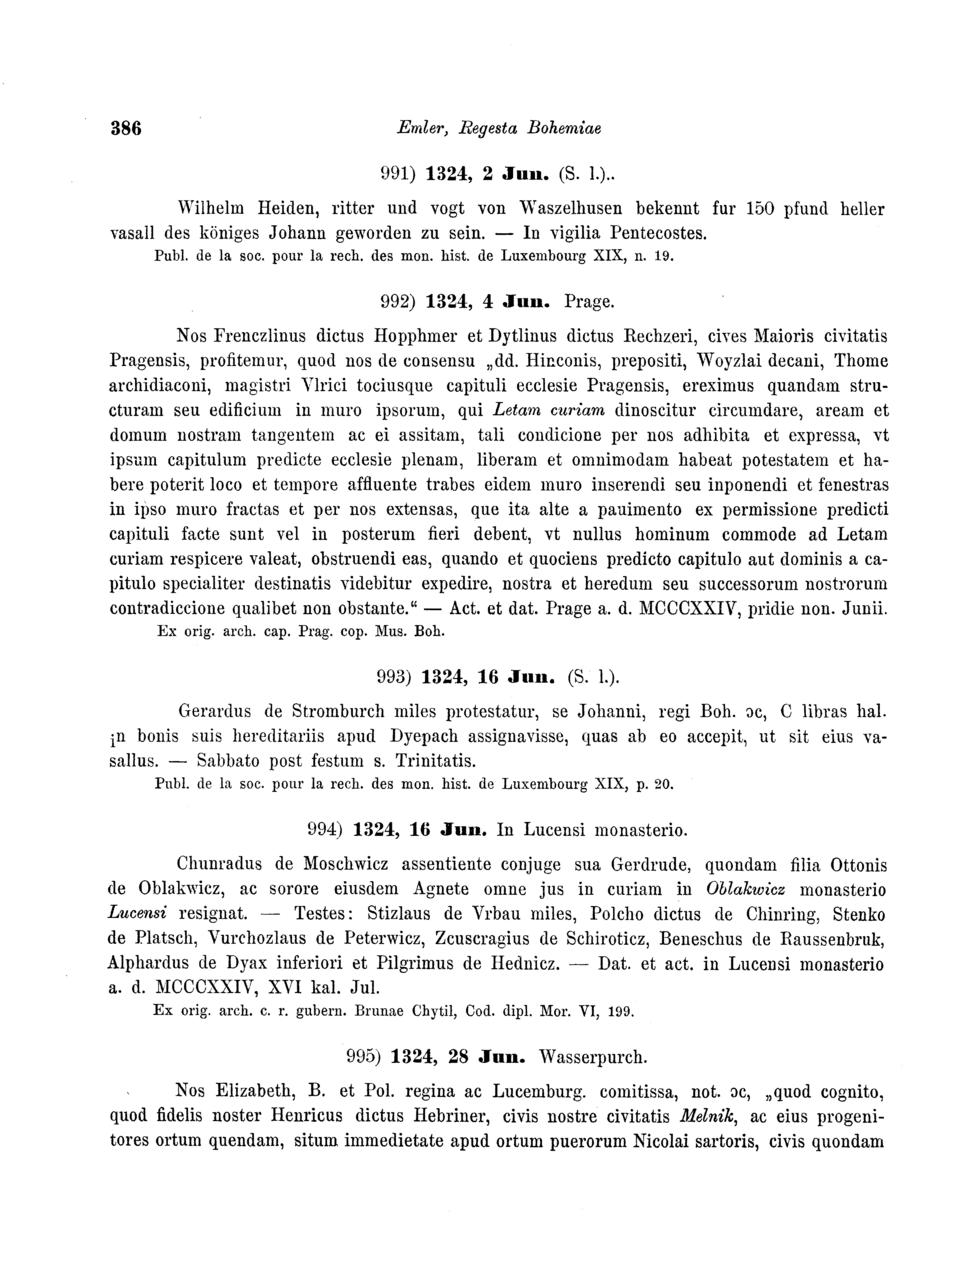 386 Emler, Regesta Bohemiae
991) 1324, 2 Jun. (S. l.)..
Wilhelm Heiden, ritter und vogt von Waszelhusen bekennt fur 150 pfund heller
vasall des königes Johann geworden zu sein. — In vigilia Pentecostes.
Publ. de la soc. pour la rech. des mon. hist. de Luxembourg XIX, n. 19.
992) 1324, 4 Jun. Prage.
Nos Frenczlinus dictus Hopphmer et Dytlinus dictus Rechzeri, cives Maioris civitatis
Pragensis, profitemur, quod nos de consensu „dd. Hinconis, prepositi, Woyzlai decani, Thome
archidiaconi, magistri Vlrici tociusque capituli ecclesie Pragensis, ereximus quandam stru-
cturam seu edificium in muro ipsorum, qui Letam curiam dinoscitur circumdare, aream et
domum nostram tangentem ac ei assitam, tali condicione per nos adhibita et expressa, vt
ipsum capitulum predicte ecclesie plenam, liberam et omnimodam habeat potestatem et ha-
bere poterit loco et tempore affluente trabes eidem muro inserendi seu inponendi et fenestras
in ipso muro fractas et per nos extensas, que ita alte a pauimento ex permissione predicti
capituli facte sunt vel in posterum fieri debent, vt nullus hominum commode ad Letam
curiam respicere valeat, obstruendi eas, quando et quociens predicto capitulo aut dominis a ca-
pitulo specialiter destinatis videbitur expedire, nostra et heredum seu successorum nostrorum
contradiccione qualibet non obstante.“ — Act. et dat. Prage a. d. MCCCXXIV, pridie non. Junii.
Ex orig. arch. cap. Prag. cop. Mus. Boh.
993) 1324, 16 Jun. (S. l.).
Gerardus de Stromburch miles protestatur, se Johanni, regi Boh. ɔc, C libras hal.
in bonis suis hereditariis apud Dyepach assignavisse, quas ab eo accepit, ut sit eius va-
sallus. — Sabbato post festum s. Trinitatis.
Publ. de la soc. pour la rech. des mon. hist. de Luxembourg XIX, p. 20.
994) 1324, 16 Jun. In Lucensi monasterio.
Chunradus de Moschwicz assentiente conjuge sua Gerdrude, quondam filia Ottonis
de Oblakwicz, ac sorore eiusdem Agnete omne jus in curiam in Oblakwicz monasterio
Lucensi resignat. — Testes: Stizlaus de Vrbau miles, Polcho dictus de Chinring, Stenko
de Platsch, Vurchozlaus de Peterwicz, Zcuscragius de Schiroticz, Beneschus de Raussenbruk,
Alphardus de Dyax inferiori et Pilgrimus de Hednicz. — Dat. et act. in Lucensi monasterio
a. d. MCCCXXIV, XVI kal. Jul.
Ex orig. arch. c. r. gubern. Brunae Chytil, Cod. dipl. Mor. VI, 199.
995) 1324, 28 Jun. Wasserpurch.
Nos Elizabeth, B. et Pol. regina ac Lucemburg. comitissa, not. ɔc, „quod cognito,
quod fidelis noster Henricus dictus Hebriner, civis nostre civitatis Melnik, ac eius progeni-
tores ortum quendam, situm immedietate apud ortum puerorum Nicolai sartoris, civis quondam